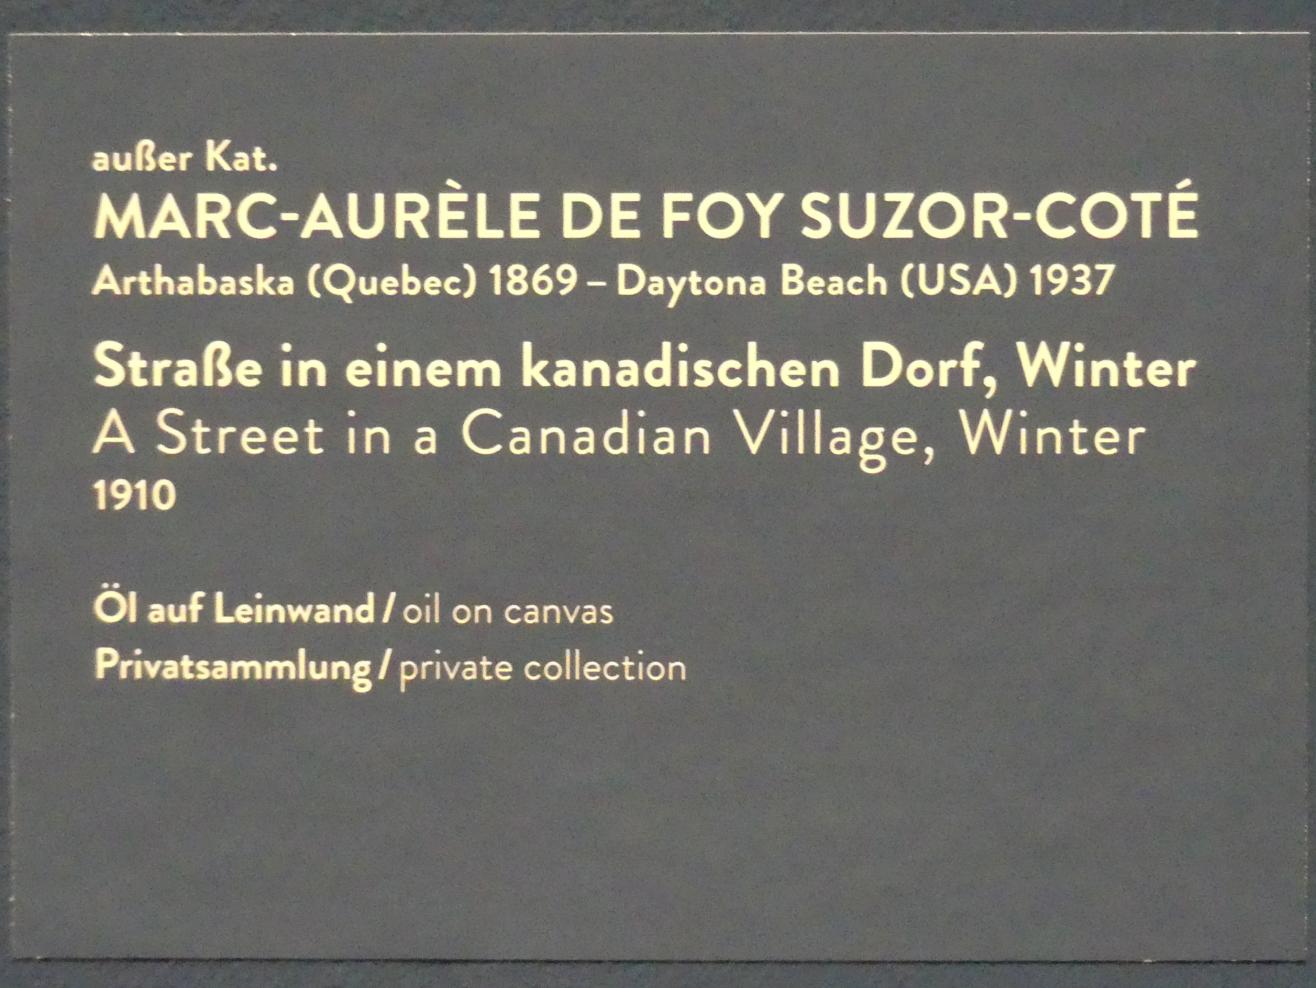 außer Kat.
MARC-AURÈLE DE FOY SUZOR-COTÉ
Arthabaska (Quebec) 1869 – Daytona Beach (USA) 1937
Straße in einem kanadischen Dorf, Winter
A Street in a Canadian Village, Winter
1910
Öl auf Leinwand / oil on canvas
Privatsammlung / private collection